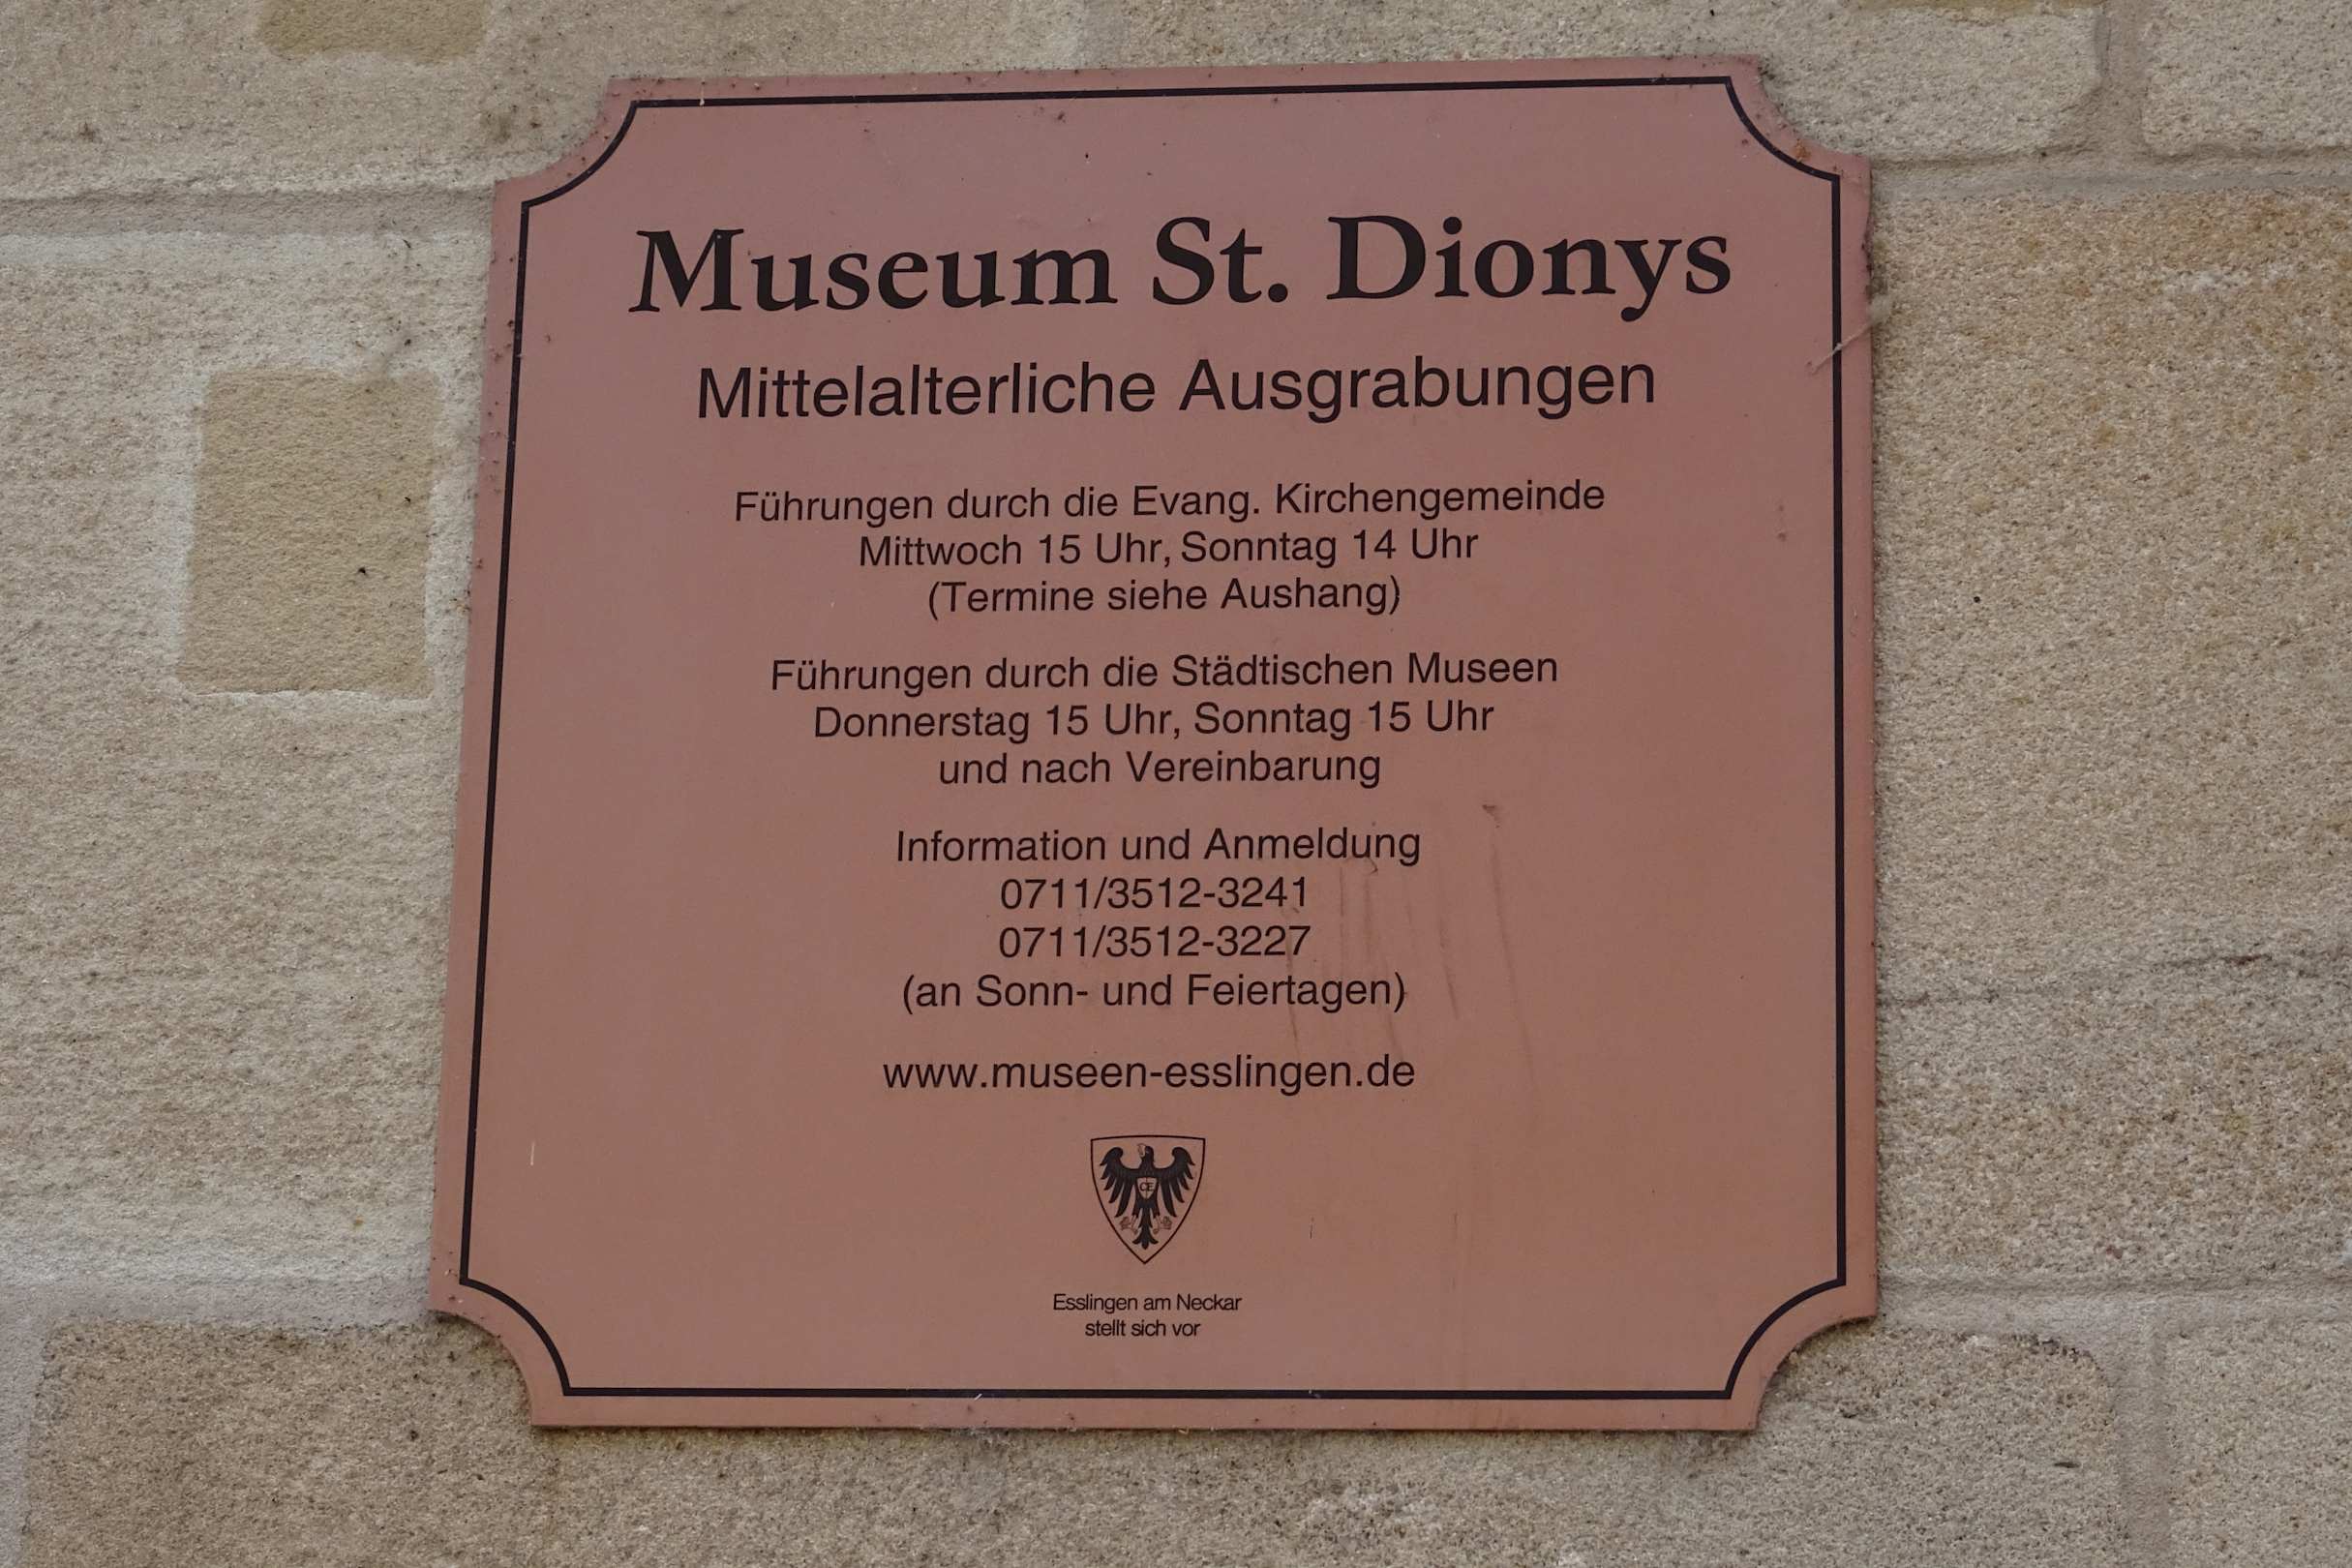 Museum St. Dionys
Mittelalterliche Ausgrabungen
Führungen durch die Evang. Kirchengemeinde
Mittwoch 15 Uhr, Sonntag 14 Uhr
(Termine siehe Aushang)
Führungen durch die Städtischen Museen
Donnerstag 15 Uhr, Sonntag 15 Uhr
und nach Vereinbarung
Information und Anmeldung
0711/3512-3241
0711/3512-3227
(an Sonn- und Feiertagen)
www.museen-esslingen.de
CE
Esslingen am Neckar
stellt sich vor